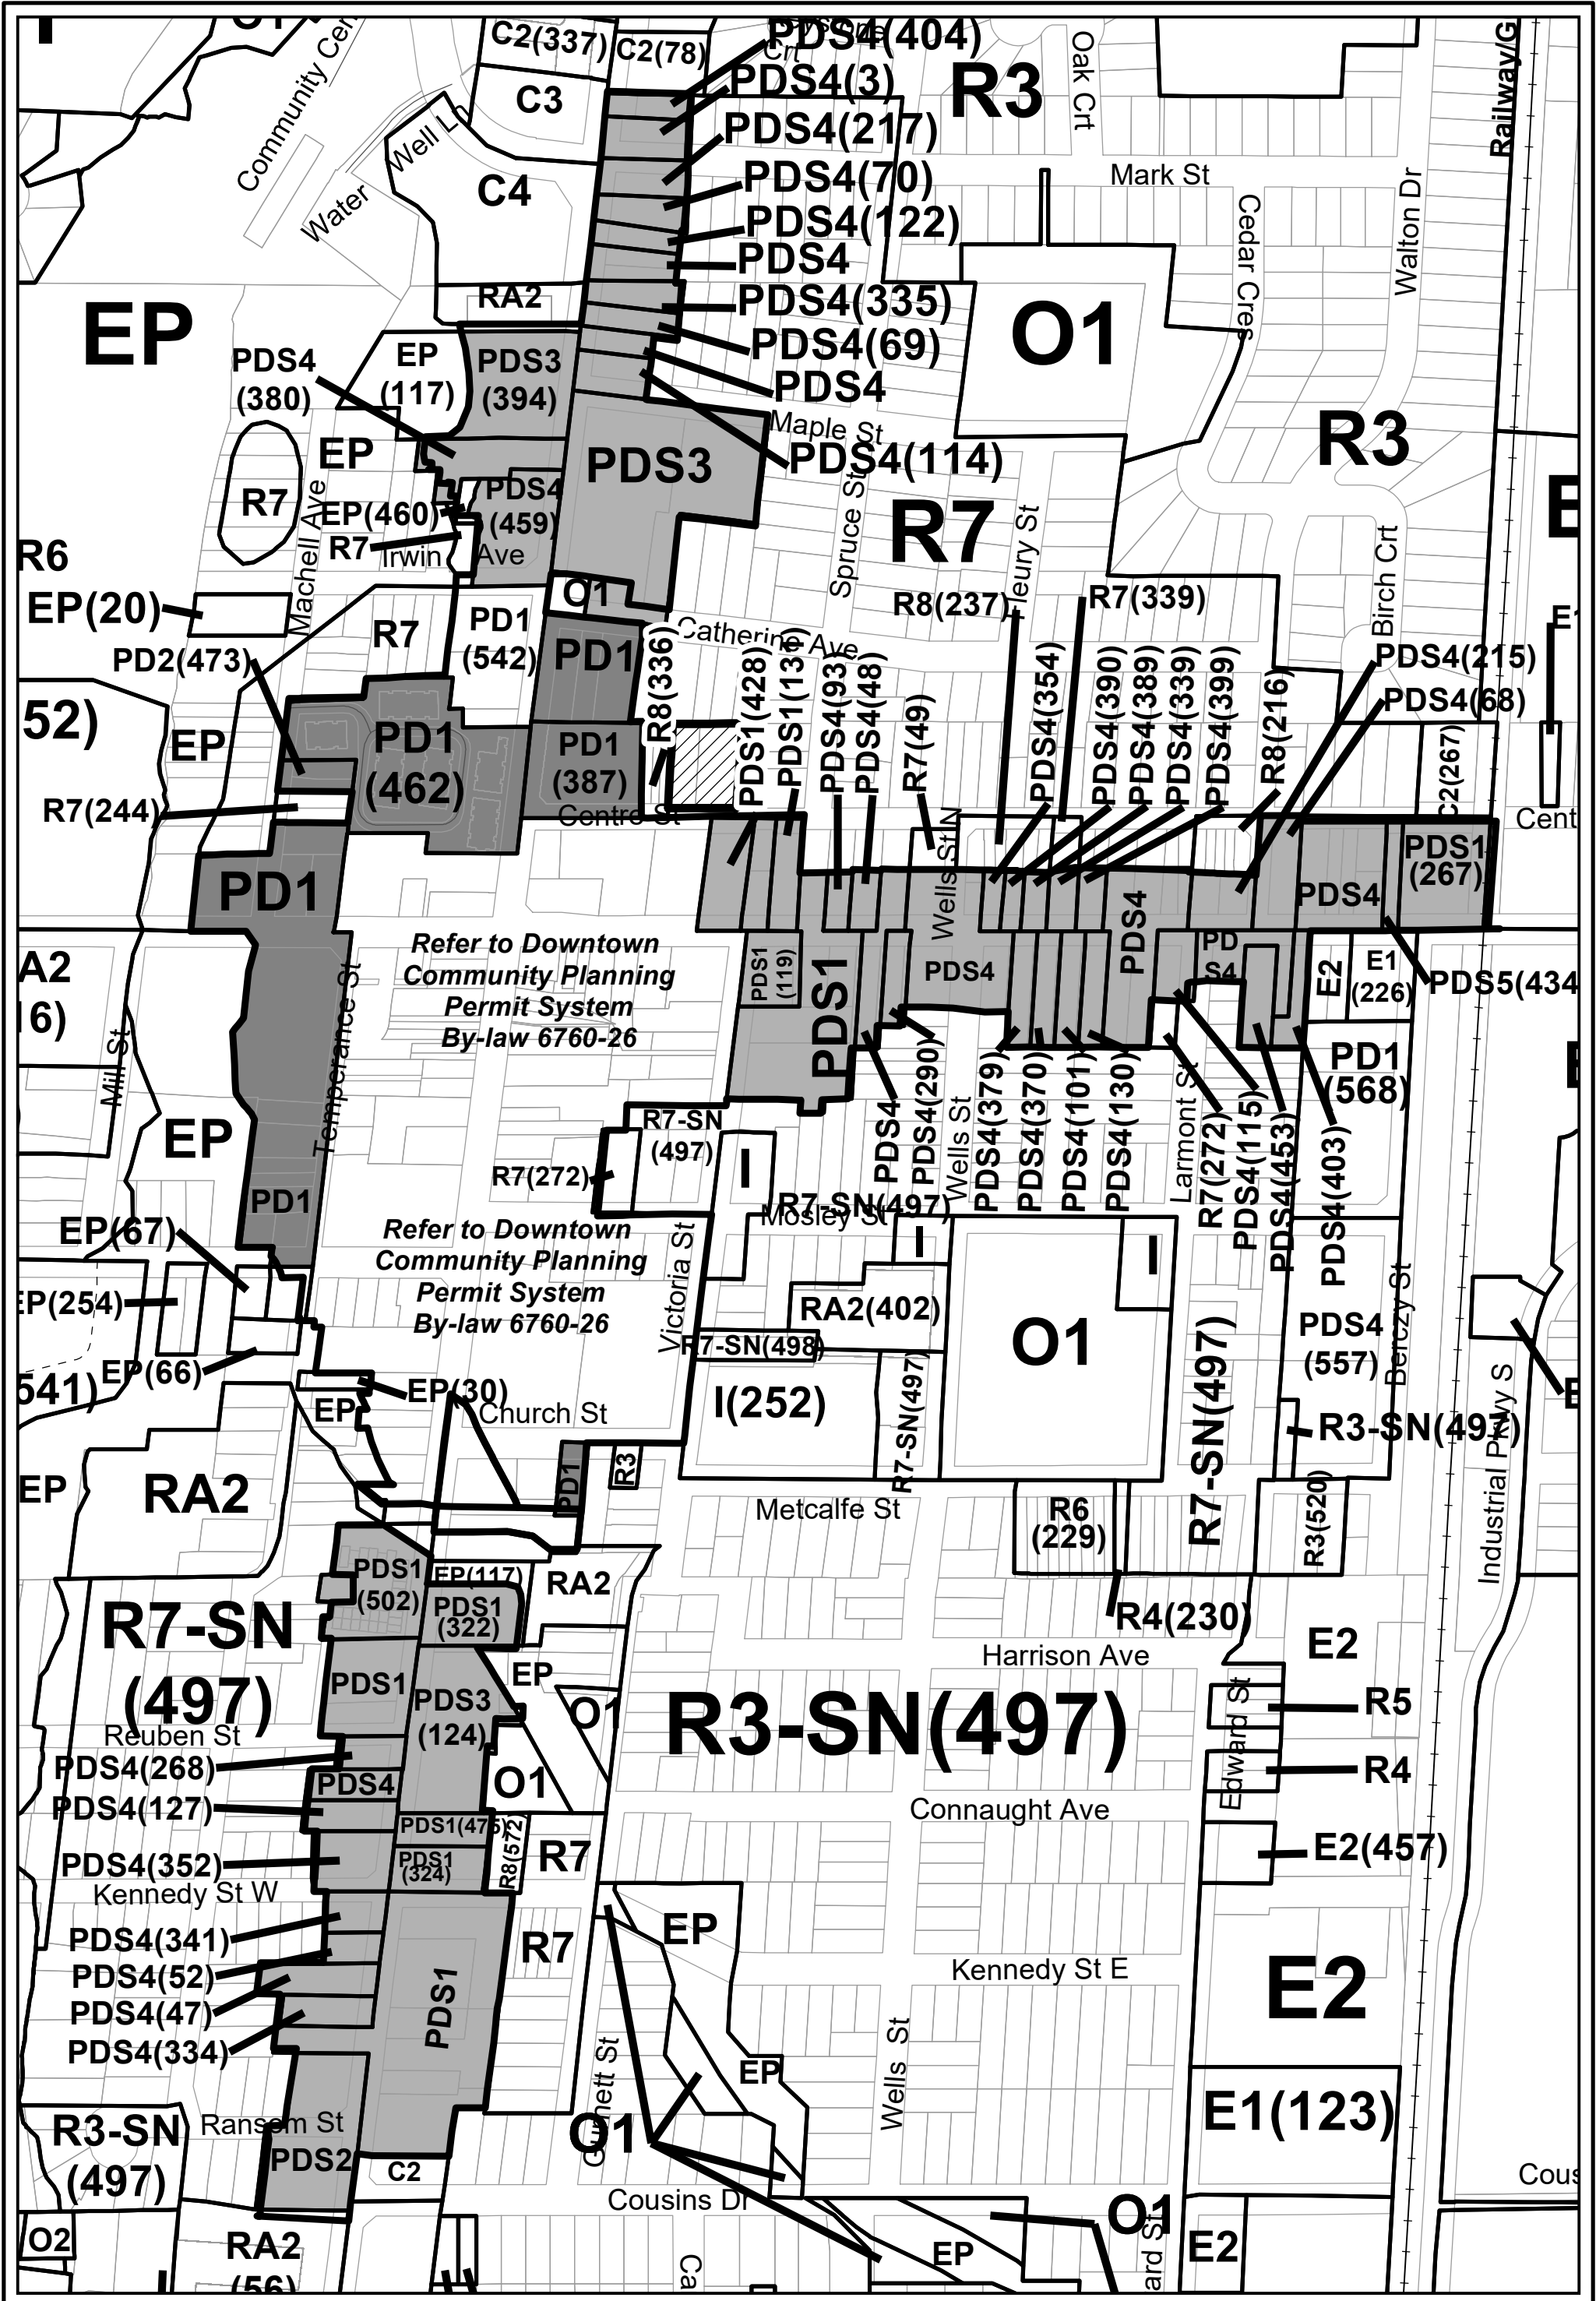 C2(337)
C2(78)
PDS4(404)
Crt
PDS4(3)
R3
Oak Crt
Railway/G
Community Cen
C3
PDS4(217)
Well Ln
Water
C4
PDS4(70)
Mark St
Walton Dr
PDS4(122)
Cedar Cres
PDS4
RA2
PDS4(335)
EP
O1
PDS4(69)
PDS4
(380)
EP
(117)
PDS3
(394)
PDS4
Maple St
R3
EP
PDS3
PDS4(114)
R7
Machell Ave
EP(460)
PDS4
(459)
Spruce St
R7
Fleury St
R7
Irwin
Ave
R6
Birch Crt
EP(20)
O1
R8(237)
R7(339)
R7
PD1
(542)
PD1
R8(336)
Catherine Ave
PD2(473)
PDS4(215)
PDS4(68)
52)
EP
PD1
(462)
PD1
(387)
PDS1(428)
PDS4(93)
PDS4(48)
R7(49)
PDS4(354)
PDS4(390)
PDS4(389)
PDS4(339)
PDS4(399)
R8(216)
C2(267)
R7(244)
Centre St
Cent
Wells St N
PD1
PDS4
PDS1
(267)
A2
16)
Refer to Downtown
Community Planning
Permit System
By-law 6760-26
PDS1
(119)
PDS1
PDS4
PDS4
PD
S4
E2
E1
(226)
PDS5(434
Mill St
Temperance St
PD1
(568)
EP
R7-SN
(497)
I
PDS4
PDS4(290)
Wells St
PDS4(379)
PDS4(370)
PDS4(101)
PDS4(130)
Larmont St
R7(272)
PDS4(115)
PDS4(453)
PDS4(403)
R7(272)
PD1
R7-SN(497)
Mosley St
EP(67)
Refer to Downtown
Community Planning
Permit System
By-law 6760-26
Victoria St
I
I
EP(254)
RA2(402)
O1
R7-SN(497)
PDS4
(557)
Berczy St
R7-SN(498)
EP(66)
541)
EP(30)
EP
Church St
I(252)
R7-SN(497)
R3-SN(497)
Industrial Pkwy S
EP
RA2
PD1
R3
Metcalfe St
R6
(229)
R3(520)
PDS1
(502)
EP(117)
RA2
R7-SN
(497)
PDS1
(322)
R4(230)
Harrison Ave
E2
PDS1
EP
PDS3
(124)
O1
R3-SN(497)
Edward St
R5
Reuben St
PDS4(268)
PDS4
O1
R4
PDS4(127)
PDS1(475)
Connaught Ave
PDS4(352)
PDS1
(324)
R8(572)
R7
E2(457)
Kennedy St W
EP
PDS4(341)
R7
PDS4(52)
Kennedy St E
E2
PDS4(47)
PDS1
PDS4(334)
Gurnett St
EP
Wells St
E1(123)
R3-SN
(497)
Ransom St
O1
PDS2
C2
Cous
Cousins Dr
O1
O2
RA2
(56)
EP
E2
ard St
Ca